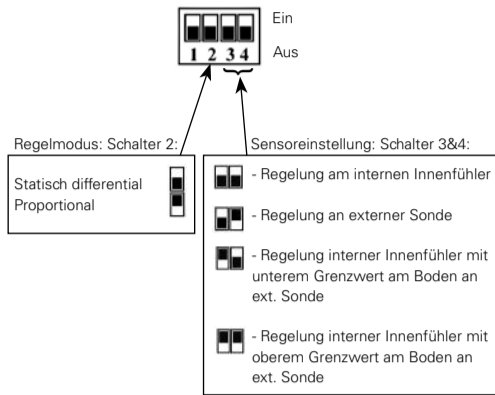 Ein
1 2 3 4
Aus
Regelmodus: Schalter 2:
Statisch differential
Proportional
Sensoreinstellung: Schalter 3&4:
- Regelung am internen Innenfühler
- Regelung an externer Sonde
- Regelung interner Innenfühler mit
unterem Grenzwert am Boden an
ext. Sonde
- Regelung interner Innenfühler mit
oberem Grenzwert am Boden an
ext. Sonde